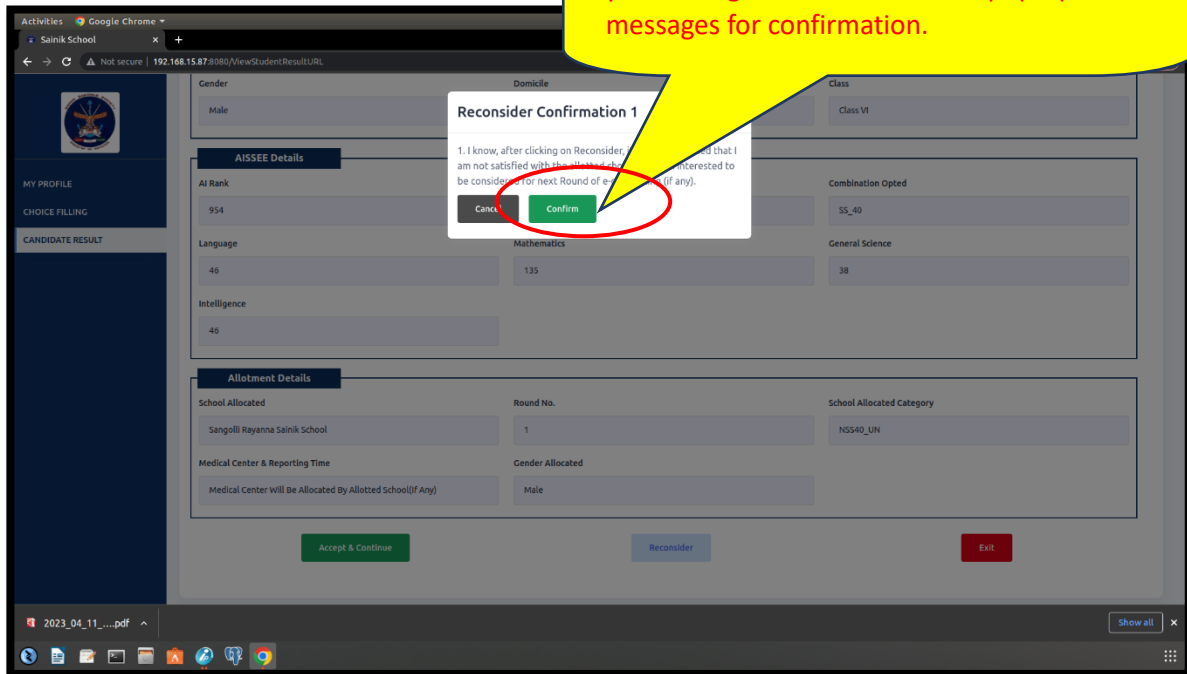 messages for confirmation.
Activities Google Chrome
Sainik School × +
Not secure | 192.168.15.87:8080/ViewStudentResultURL
MY PROFILE
CHOICE FILLING
CANDIDATE RESULT
Gender Domicile Class
Male Class VI
Reconsider Confirmation 1
1. I know, after clicking on Reconsider, that I
am not satisfied with the allotted interested to
be considered for next Round of (if any).
Cancel Confirm
AISSEE Details
AI Rank Combination Opted
954 SS_40
Language Mathematics General Science
46 135 38
Intelligence
46
Allotment Details
School Allocated Round No. School Allocated Category
Sangolli Rayanna Sainik School 1 NSS40_UN
Medical Center & Reporting Time Gender Allocated
Medical Center Will Be Allocated By Allotted School(If Any) Male
Accept & Continue Reconsider Exit
2023_04_11_....pdf Show all ×